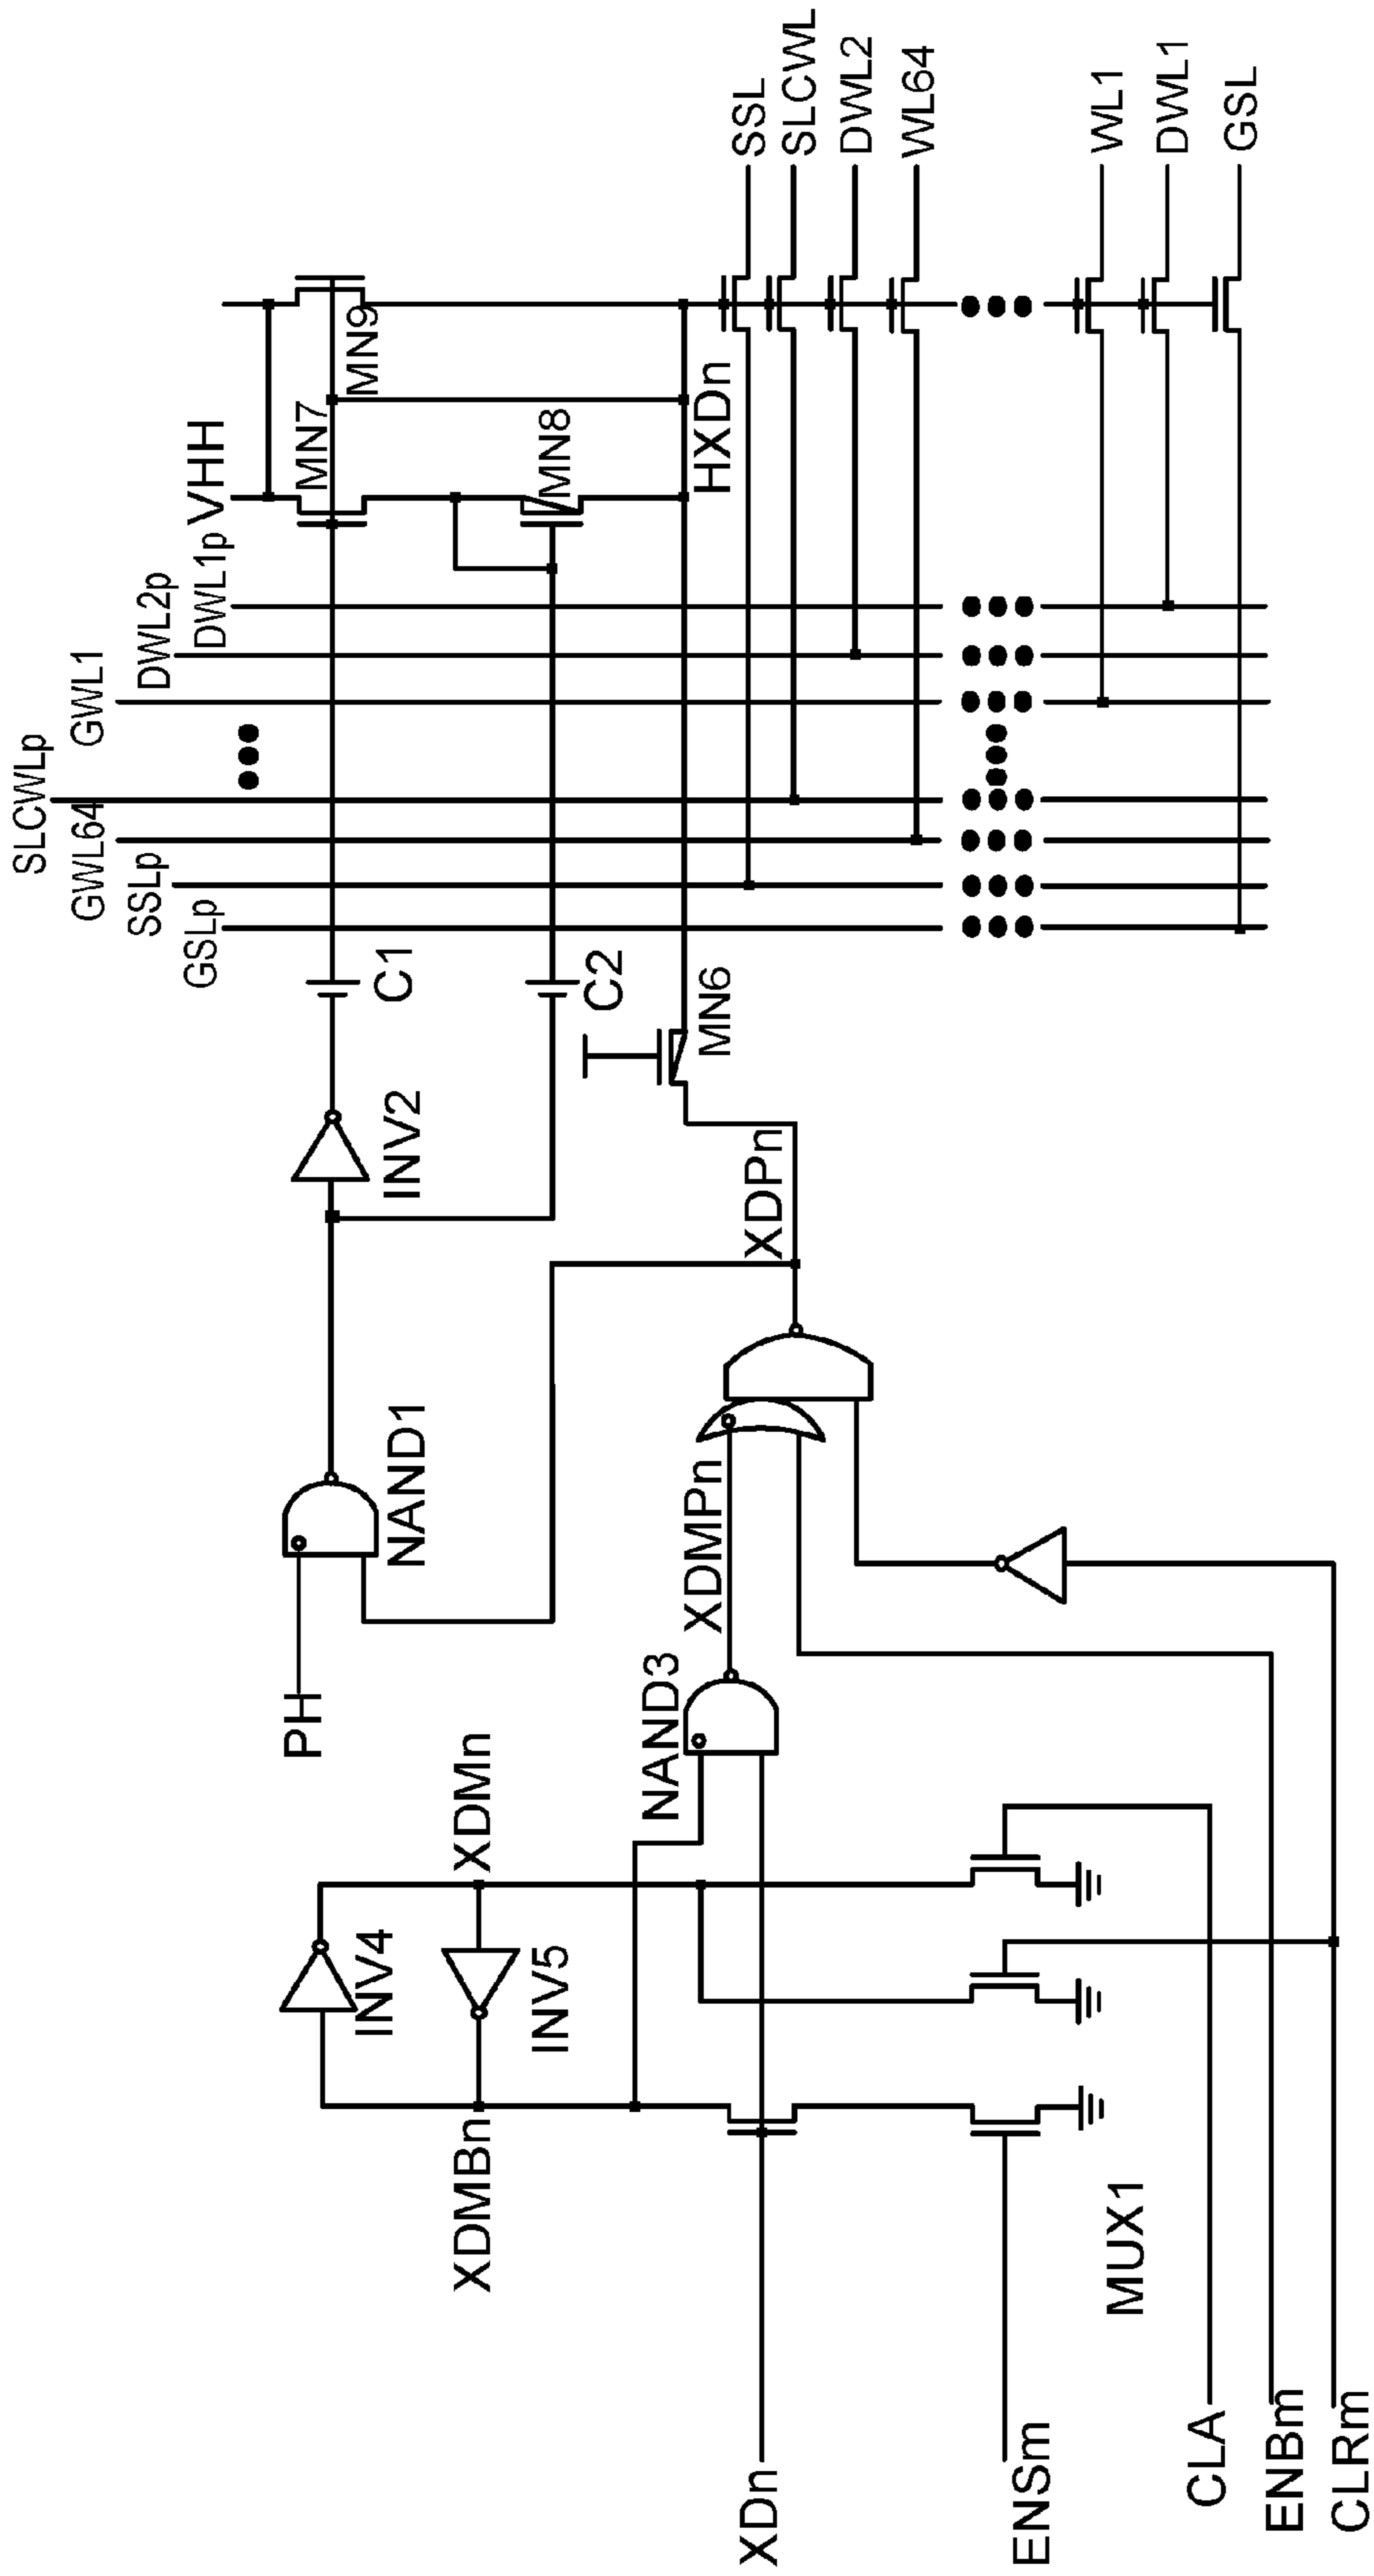 SLCWLp
GWL64
SSLp
GSLp
GWL1
DWL2p
DWL1p
VHH
MN7
MN9
MN8
HXDn
SSL
SLCWL
DWL2
WL64
WL1
DWL1
GSL
C1
C2
MN6
INV2
XDPn
NAND1
PH
XDMPn
NAND3
XDMn
INV4
INV5
XDMBn
MUX1
XDn
ENSm
CLA
ENBm
CLRm